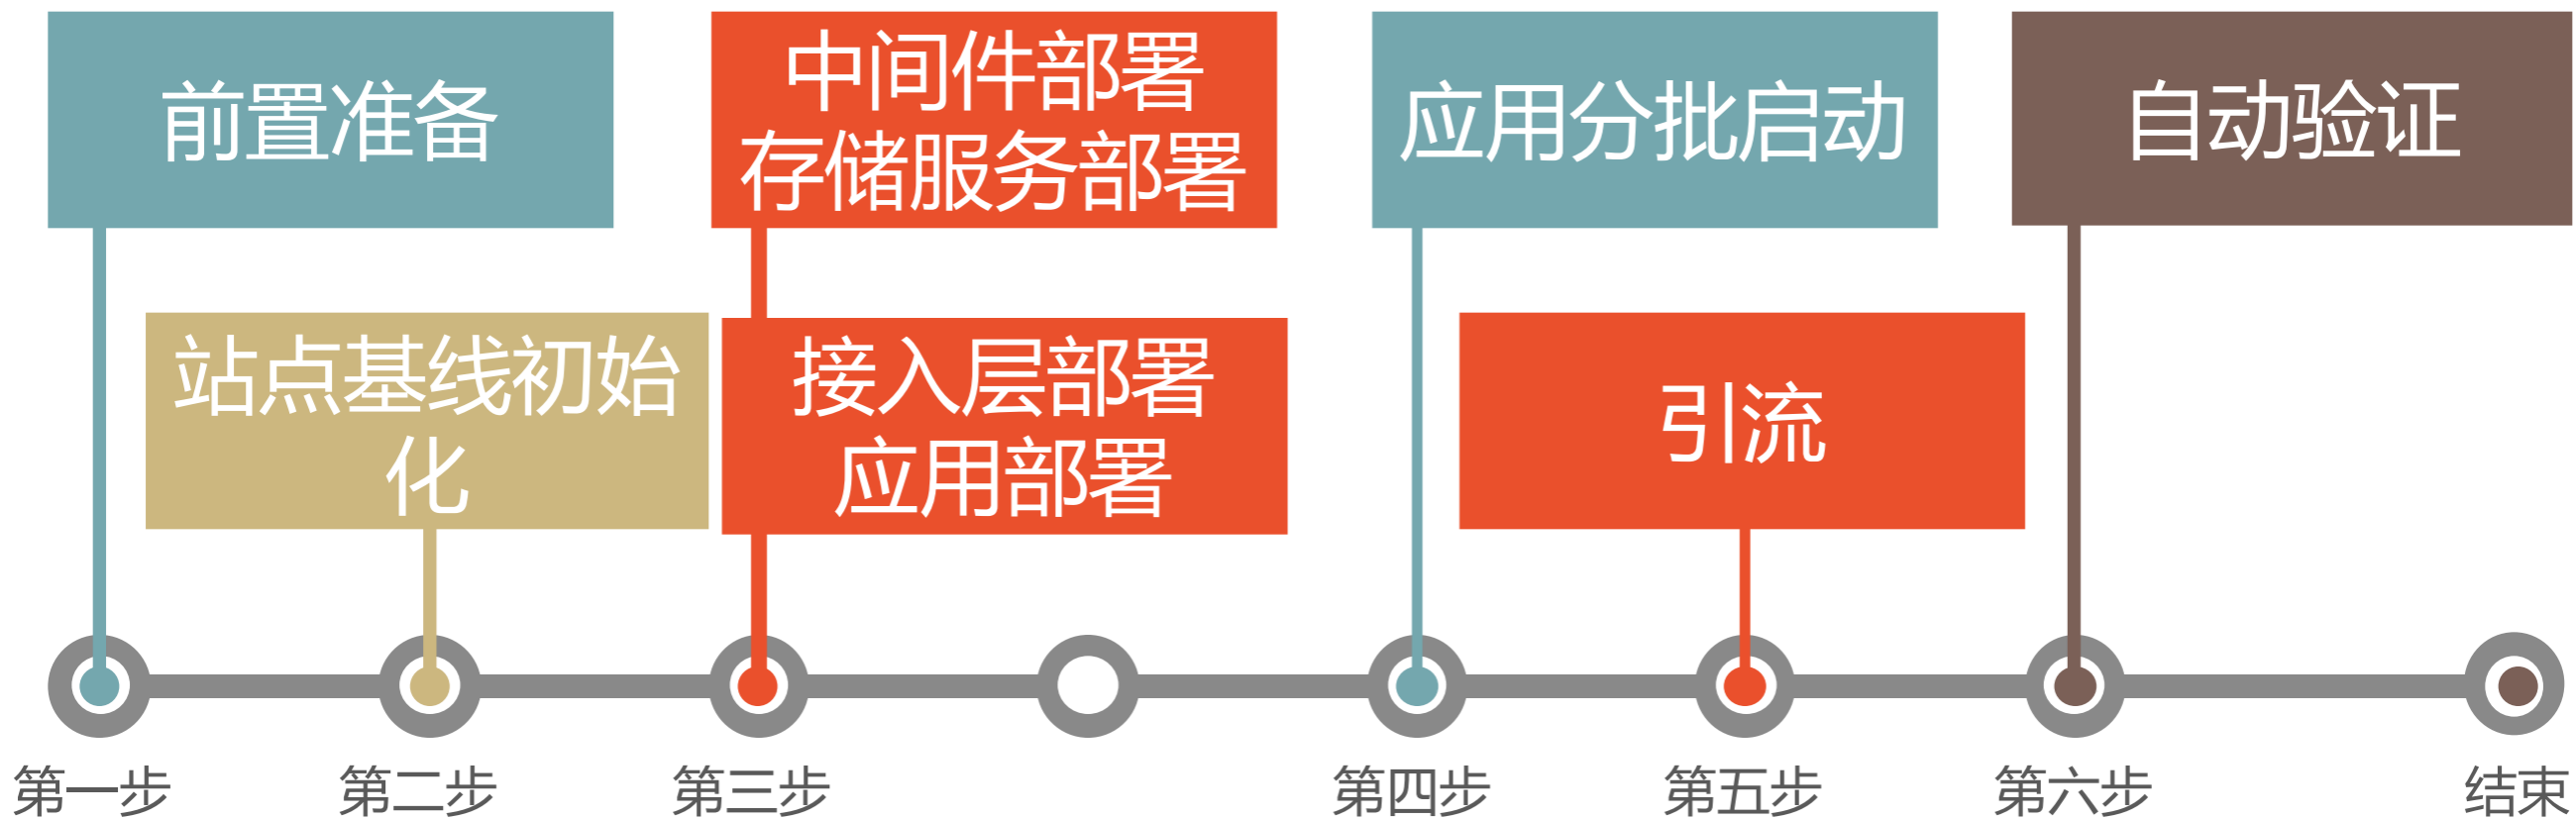 前置准备
中间件部署
存储服务部署
应用分批启动
自动验证
站点基线初始
化
接入层部署
应用部署
引流
第一步
第二步
第三步
第四步
第五步
第六步
结束